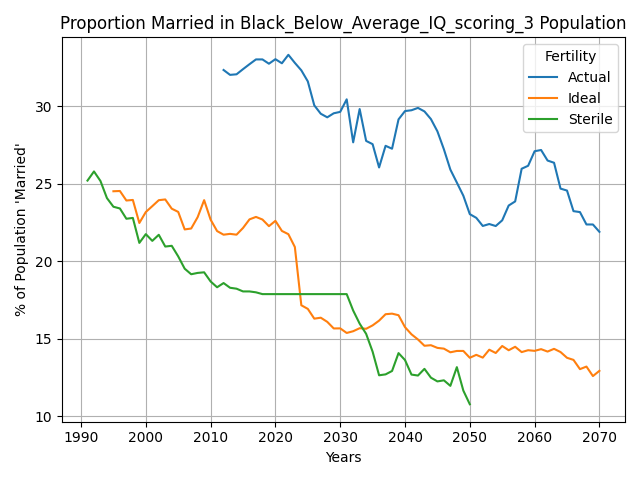 Proportion Married in Black_Below_Average_IQ_scoring_3 Population
Fertility
Actual
Ideal
Sterile
% of Population 'Married'
30
25
20
15
10
1990
2000
2010
2020
2030
2040
2050
2060
2070
Years